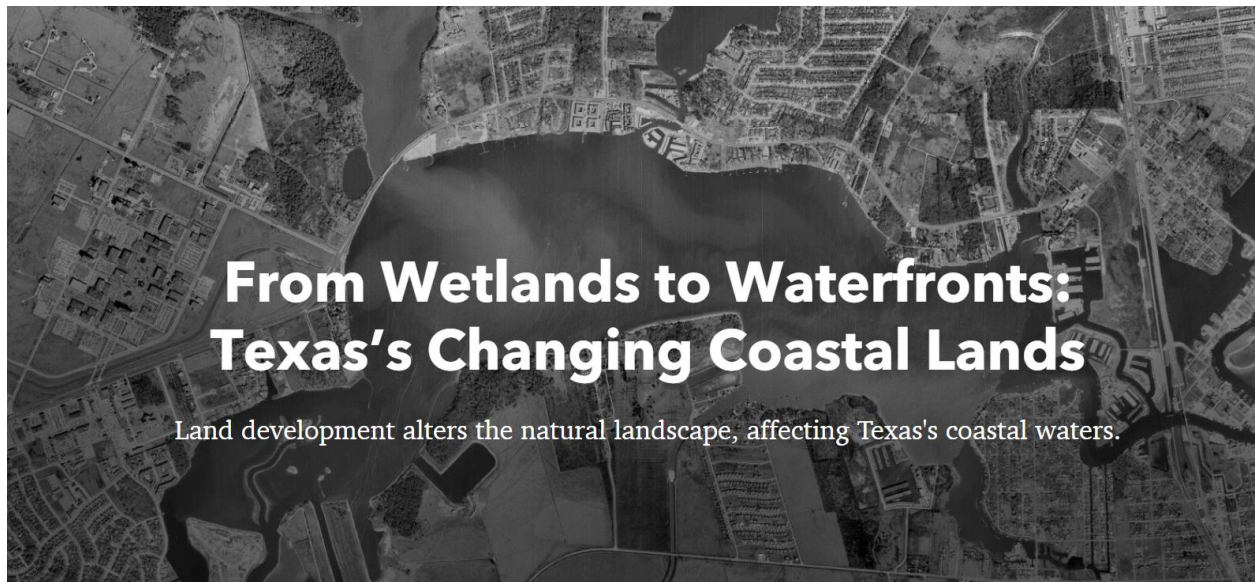 From Wetlands to Waterfronts:
Texas’s Changing Coastal Lands
Land development alters the natural landscape, affecting Texas's coastal waters.